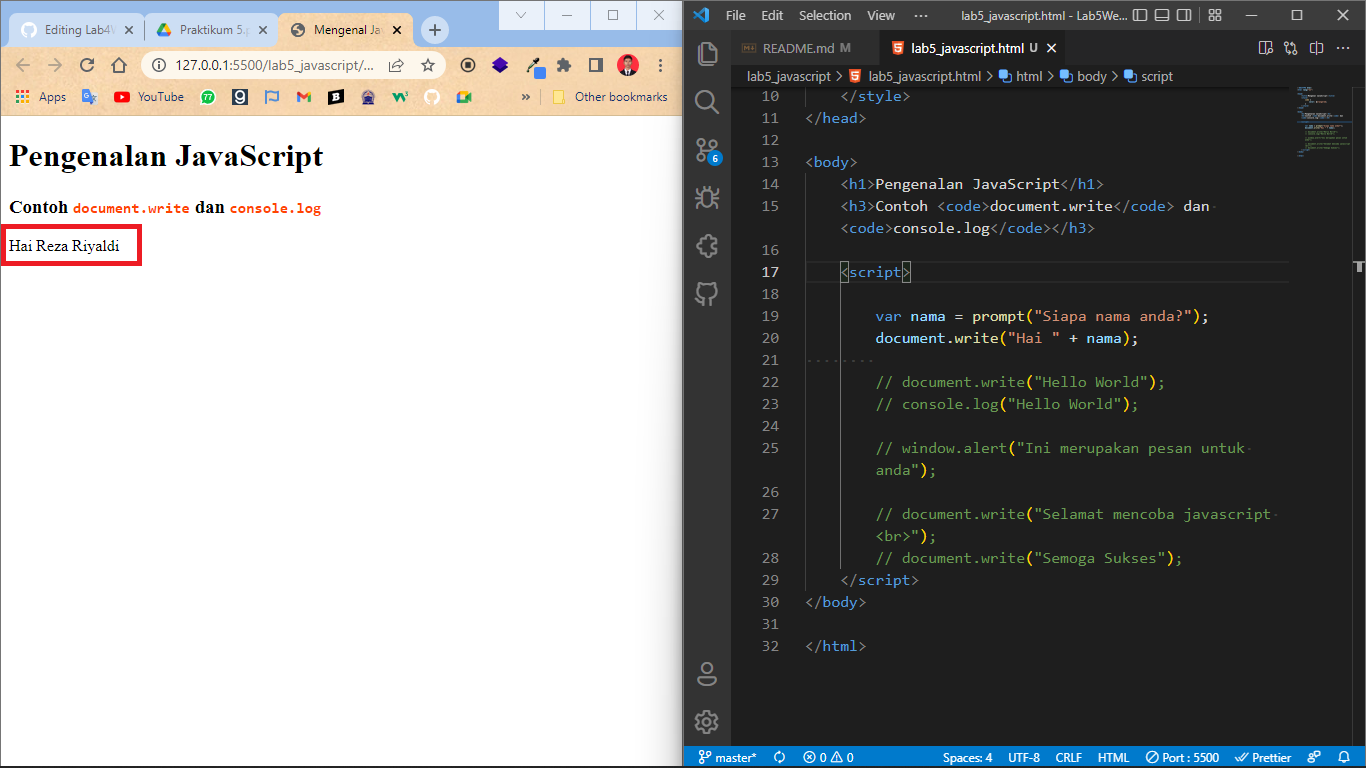 Editing Lab4W
Praktikum 5.p
Mengenal Jav
127.0.0.1:5500/lab5_javascript/...
Apps
YouTube
»
Other bookmarks
Pengenalan JavaScript
Contoh document.write dan console.log
Hai Reza Riyaldi
File Edit Selection View ··· lab5_javascript.html - Lab5We...
README.md M
lab5_javascript.html U
lab5_javascript > lab5_javascript.html > html > body > script
10 </style>
11 </head>
12
13 <body>
14 <h1>Pengenalan JavaScript</h1>
15 <h3>Contoh <code>document.write</code> dan
<code>console.log</code></h3>
16
17 <script>
18
19 var nama = prompt("Siapa nama anda?");
20 document.write("Hai " + nama);
21
22 // document.write("Hello World");
23 // console.log("Hello World");
24
25 // window.alert("Ini merupakan pesan untuk
anda");
26
27 // document.write("Selamat mencoba javascript
<br>");
28 // document.write("Semoga Sukses");
29 </script>
30 </body>
31
32 </html>
6
master* 0 0 Spaces: 4 UTF-8 CRLF HTML Port : 5500 Prettier